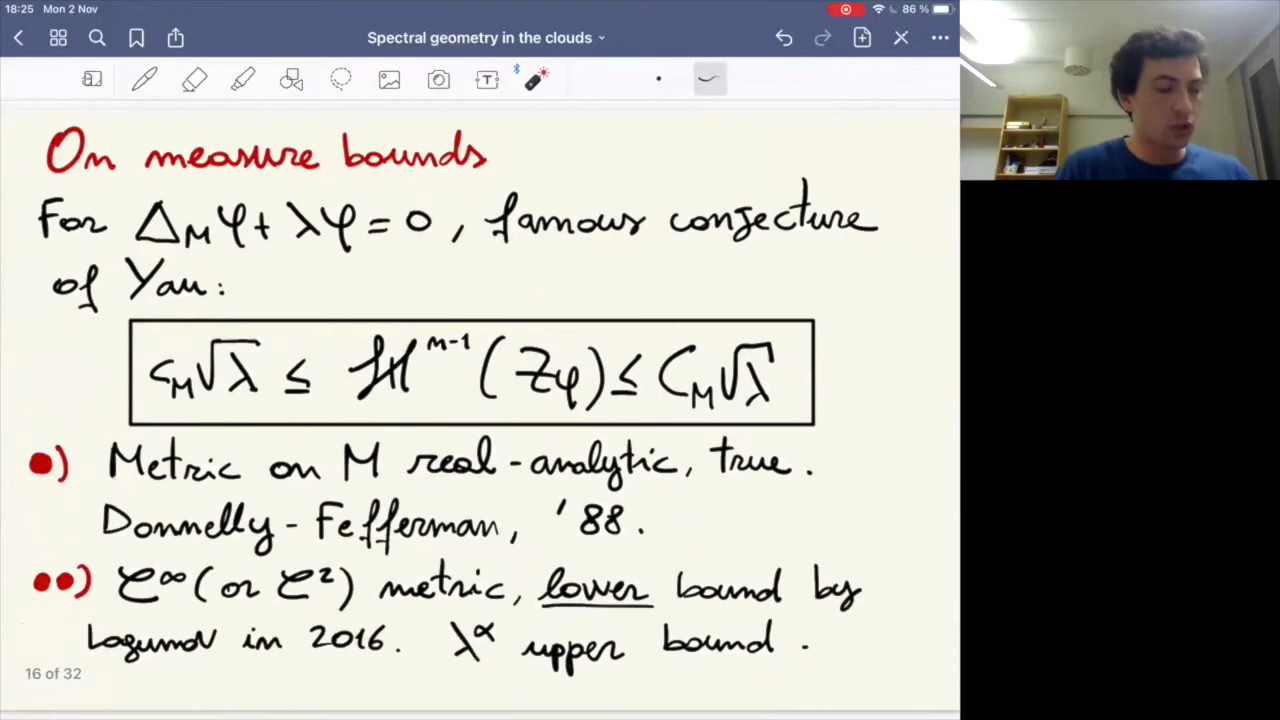 18:25 Mon 2 Nov
86 %
Spectral geometry in the clouds
On measure bounds
For Δ_M φ + λφ = 0, famous conjecture
of Yau:
c_M √λ ≤ ℋ^{n-1} (Z_φ) ≤ C_M √λ
•) Metric on M real-analytic, true.
Donnelly-Fefferman, '88.
••) C^∞ (or C^2) metric, lower bound by
Logunov in 2016. λ^α upper bound.
16 of 32